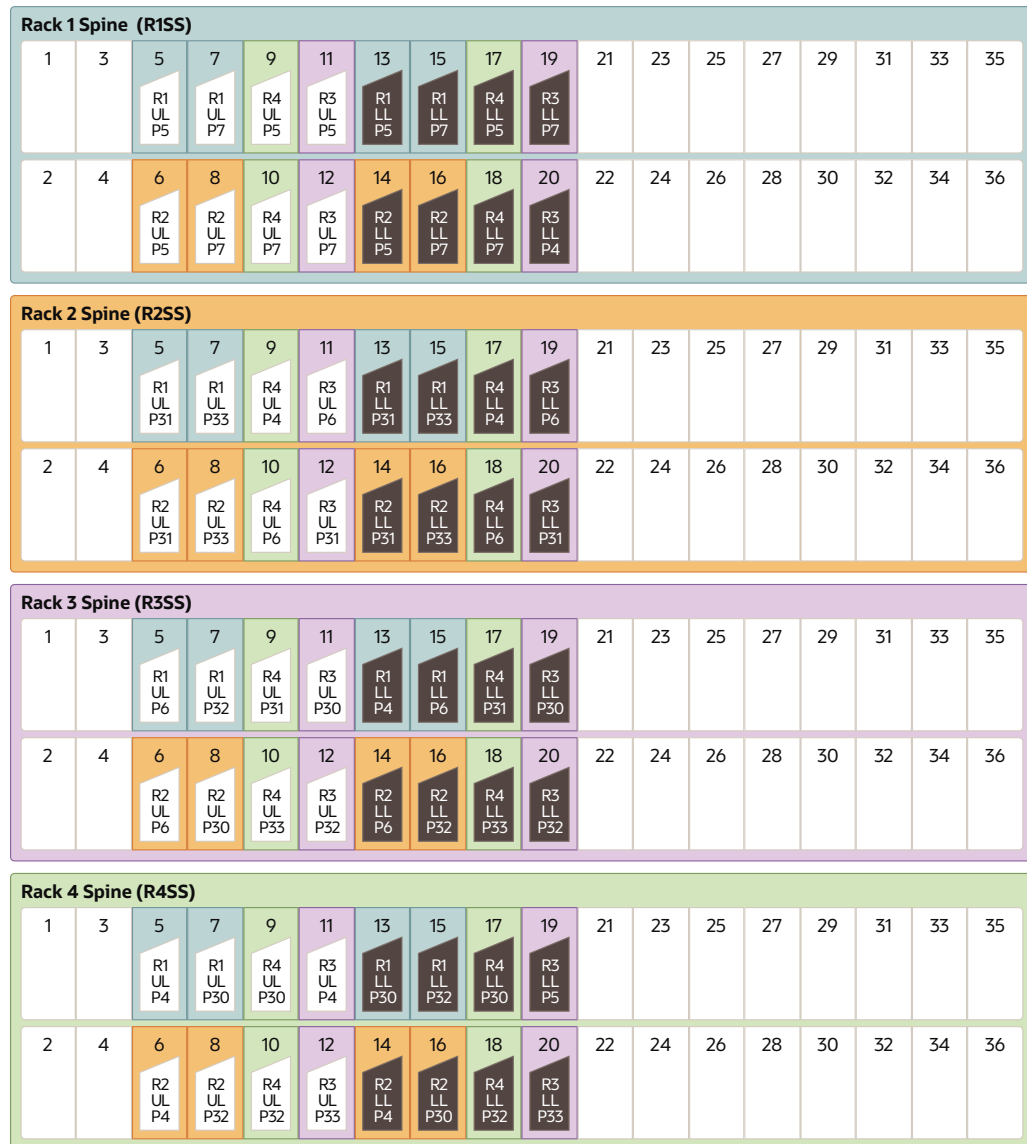 Rack 1 Spine (R1SS)
1 3 5 7 9 11 13 15 17 19 21 23 25 27 29 31 33 35
R1 R1 R4 R3 R1 R1 R4 R3
UL UL UL UL LL LL LL LL
P5 P7 P5 P5 P5 P7 P5 P7
2 4 6 8 10 12 14 16 18 20 22 24 26 28 30 32 34 36
R2 R2 R4 R3 R2 R2 R4 R3
UL UL UL UL LL LL LL LL
P5 P7 P7 P7 P5 P7 P7 P4
Rack 2 Spine (R2SS)
1 3 5 7 9 11 13 15 17 19 21 23 25 27 29 31 33 35
R1 R1 R4 R3 R1 R1 R4 R3
UL UL UL UL LL LL LL LL
P31 P33 P4 P6 P31 P33 P4 P6
2 4 6 8 10 12 14 16 18 20 22 24 26 28 30 32 34 36
R2 R2 R4 R3 R2 R2 R4 R3
UL UL UL UL LL LL LL LL
P31 P33 P6 P31 P31 P33 P6 P31
Rack 3 Spine (R3SS)
1 3 5 7 9 11 13 15 17 19 21 23 25 27 29 31 33 35
R1 R1 R4 R3 R1 R1 R4 R3
UL UL UL UL LL LL LL LL
P6 P32 P31 P30 P4 P6 P31 P30
2 4 6 8 10 12 14 16 18 20 22 24 26 28 30 32 34 36
R2 R2 R4 R3 R2 R2 R4 R3
UL UL UL UL LL LL LL LL
P6 P30 P33 P32 P6 P32 P33 P32
Rack 4 Spine (R4SS)
1 3 5 7 9 11 13 15 17 19 21 23 25 27 29 31 33 35
R1 R1 R4 R3 R1 R1 R4 R3
UL UL UL UL LL LL LL LL
P4 P30 P30 P4 P30 P32 P30 P5
2 4 6 8 10 12 14 16 18 20 22 24 26 28 30 32 34 36
R2 R2 R4 R3 R2 R2 R4 R3
UL UL UL UL LL LL LL LL
P4 P32 P32 P33 P4 P30 P32 P33